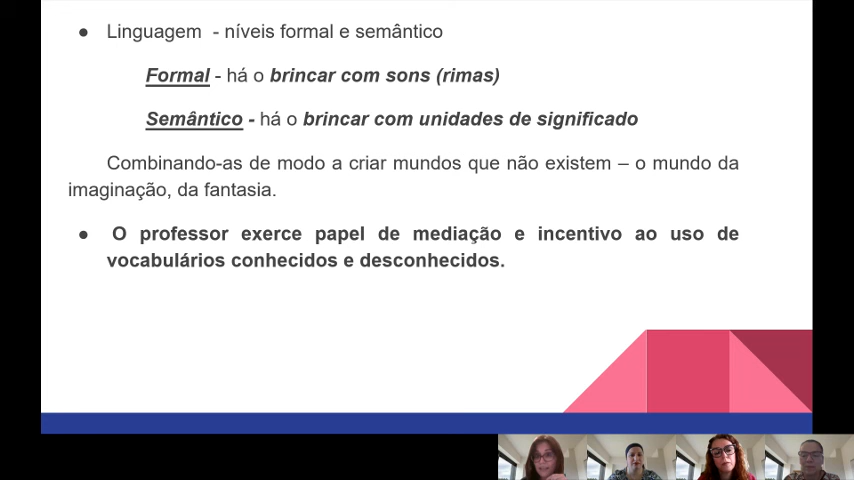 ● Linguagem - níveis formal e semântico
Formal - há o brincar com sons (rimas)
Semântico - há o brincar com unidades de significado
Combinando-as de modo a criar mundos que não existem – o mundo da
imaginação, da fantasia.
● O professor exerce papel de mediação e incentivo ao uso de
vocabulários conhecidos e desconhecidos.